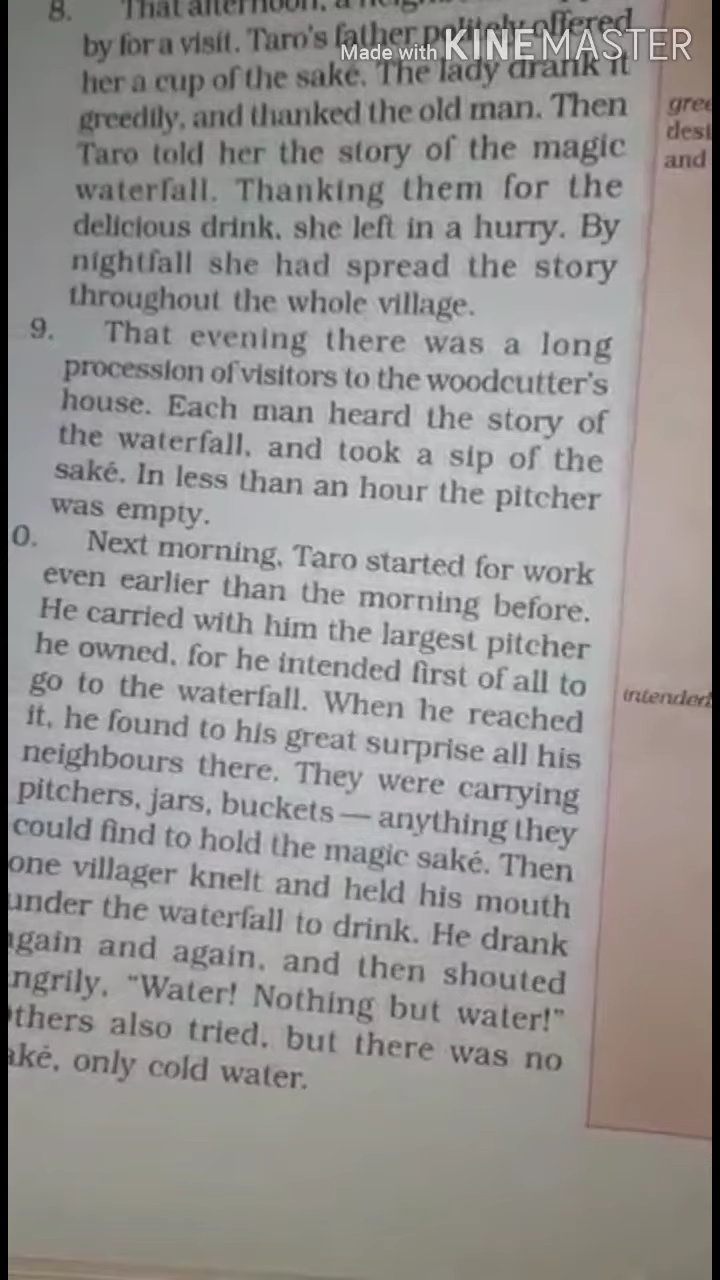 8. That afternoon, a
by for a visit. Taro's father politely offered
Made with KINEMASTER
her a cup of the sake. The lady drank it
greedily, and thanked the old man. Then
Taro told her the story of the magic
waterfall. Thanking them for the
delicious drink, she left in a hurry. By
nightfall she had spread the story
throughout the whole village.
9. That evening there was a long
procession of visitors to the woodcutter's
house. Each man heard the story of
the waterfall, and took a sip of the
saké. In less than an hour the pitcher
was empty.
0. Next morning, Taro started for work
even earlier than the morning before.
He carried with him the largest pitcher
he owned, for he intended first of all to
go to the waterfall. When he reached
it, he found to his great surprise all his
neighbours there. They were carrying
pitchers, jars, buckets — anything they
could find to hold the magic saké. Then
one villager knelt and held his mouth
under the waterfall to drink. He drank
again and again, and then shouted
ngrily, “Water! Nothing but water!”
thers also tried, but there was no
aké, only cold water.
gree
dest
and
intended